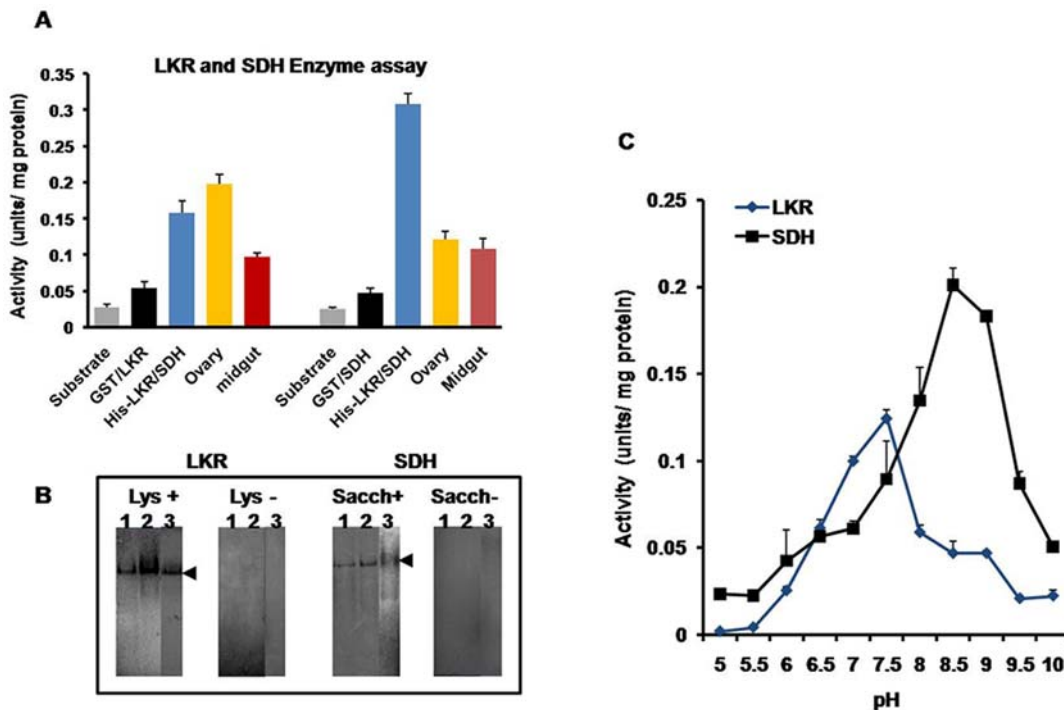 A
LKR and SDH Enzyme assay
0.35
0.3
0.25
0.2
0.15
0.1
0.05
0
Activity (units/ mg protein)
Substrate
GST/LKR
His-LKR/SDH
Ovary
midgut
Substrate
GST/SDH
His-LKR/SDH
Ovary
Midgut
B
LKR SDH
Lys + Lys - Sacch+ Sacch-
1 2 3 1 2 3 1 2 3 1 2 3
C
LKR
SDH
0.25
0.2
0.15
0.1
0.05
0
Activity (units/ mg protein)
5 5.5 6 6.5 7 7.5 8 8.5 9 9.5 10
pH